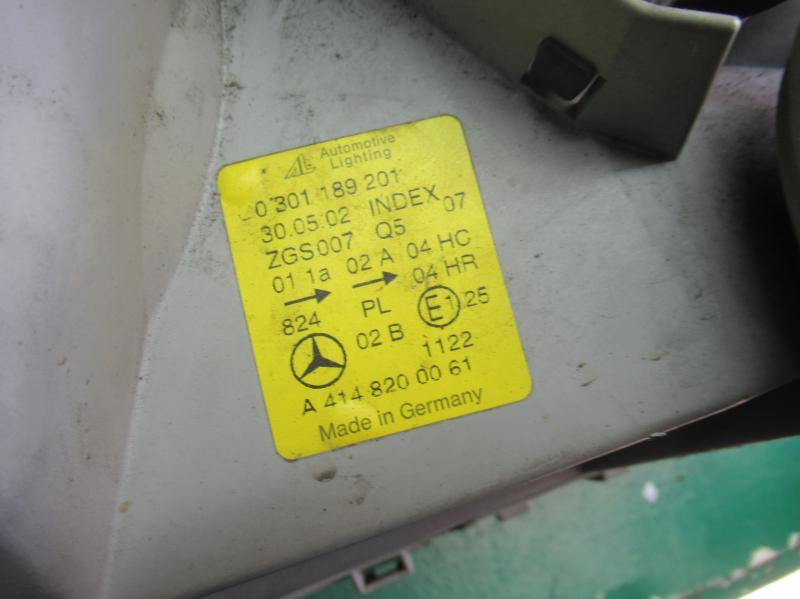 AL Automotive
Lighting
0 301 189 201
30.05.02 INDEX 07
ZGS007 Q5
01 1a 02 A 04 HC
→ → 04 HR
824 PL E1 25
02 B 1122
A 414 820 00 61
Made in Germany